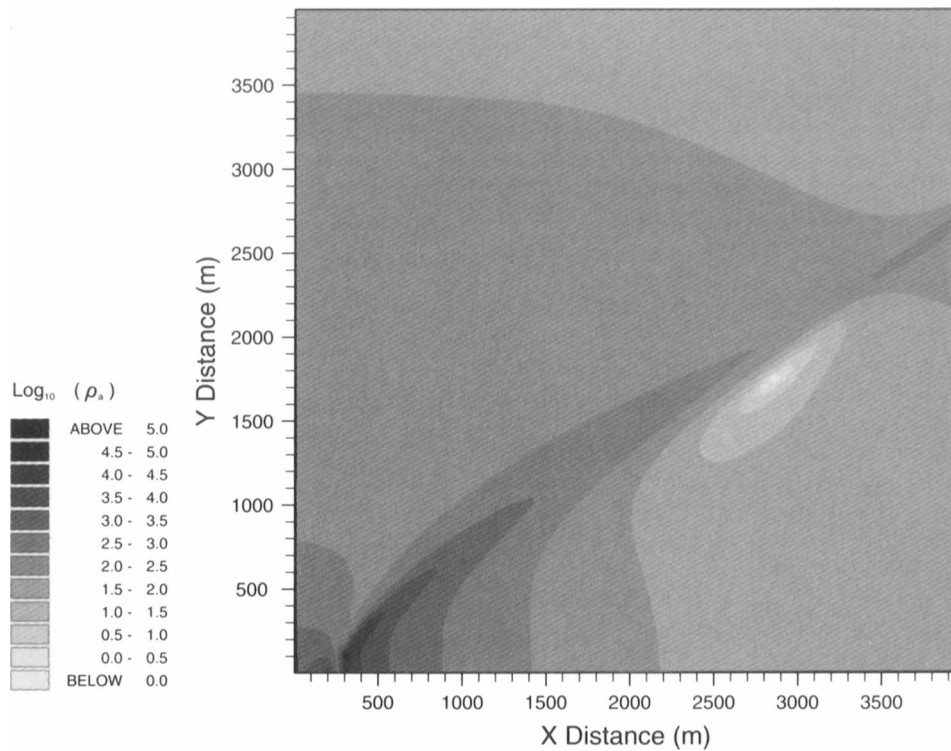 3500
3000
2500
2000
1500
1000
500
Y Distance (m)
Log₁₀ (ρₐ)
ABOVE 5.0
4.5 - 5.0
4.0 - 4.5
3.5 - 4.0
3.0 - 3.5
2.5 - 3.0
2.0 - 2.5
1.5 - 2.0
1.0 - 1.5
0.5 - 1.0
0.0 - 0.5
BELOW 0.0
500 1000 1500 2000 2500 3000 3500
X Distance (m)